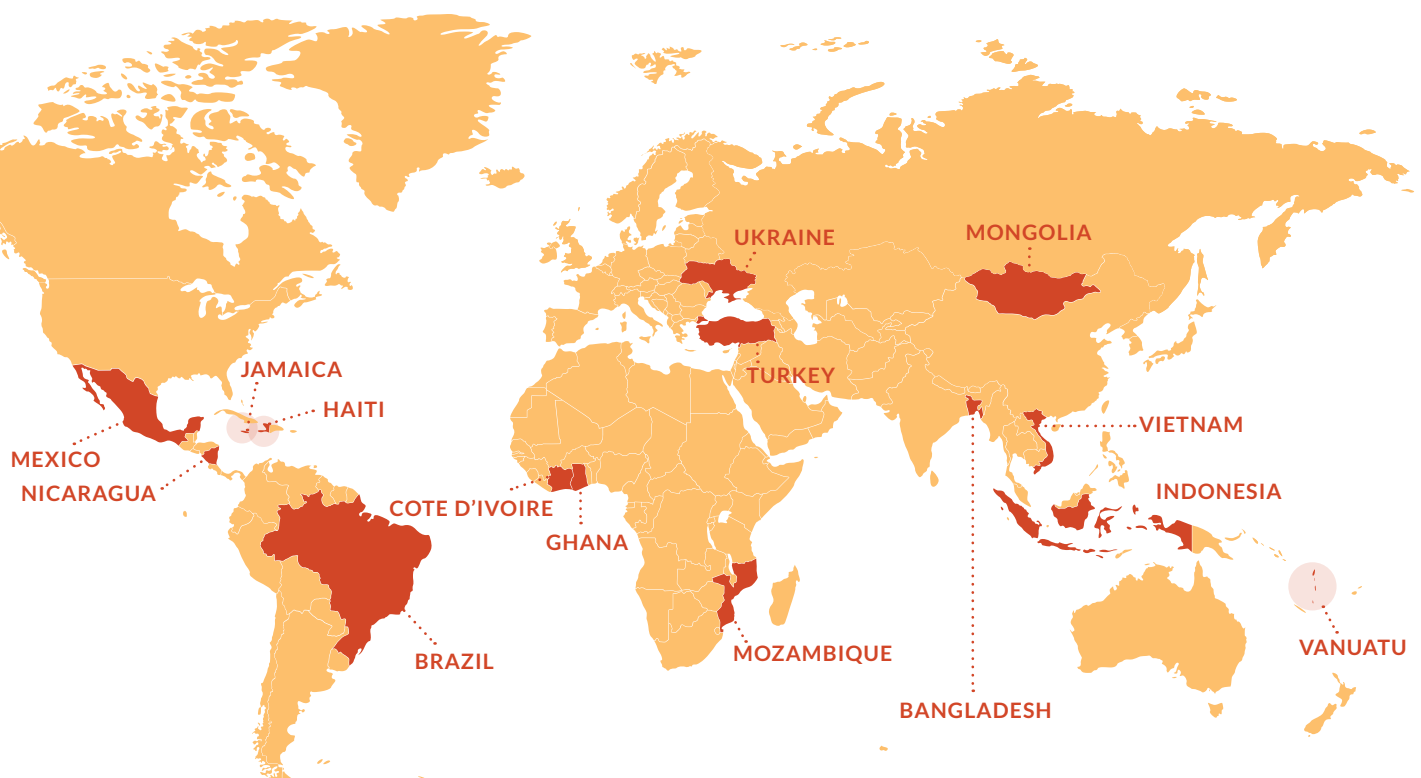 UKRAINE
MONGOLIA
JAMAICA
TURKEY
HAITI
VIETNAM
MEXICO
NICARAGUA
INDONESIA
COTE D’IVOIRE
GHANA
VANUATU
MOZAMBIQUE
BRAZIL
BANGLADESH